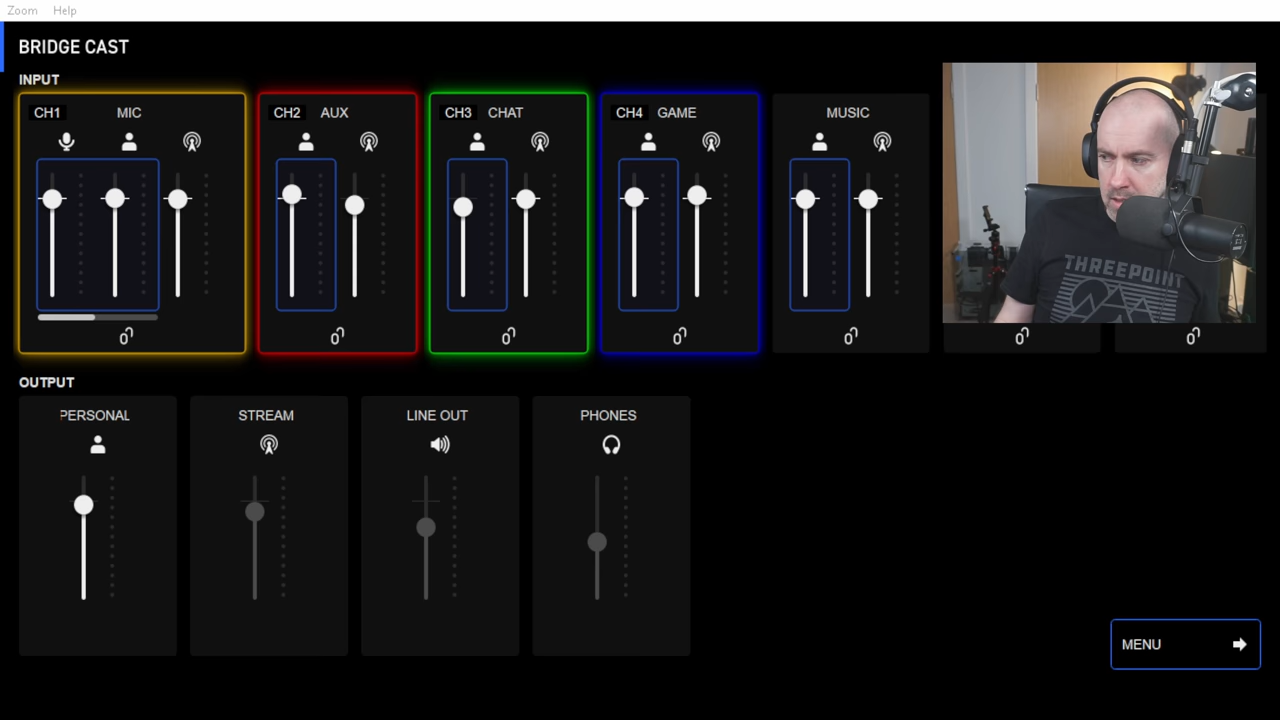 Zoom Help
BRIDGE CAST
INPUT
CH1 MIC
CH2 AUX
CH3 CHAT
CH4 GAME
MUSIC
THREEPOINT
OUTPUT
PERSONAL
STREAM
LINE OUT
PHONES
MENU